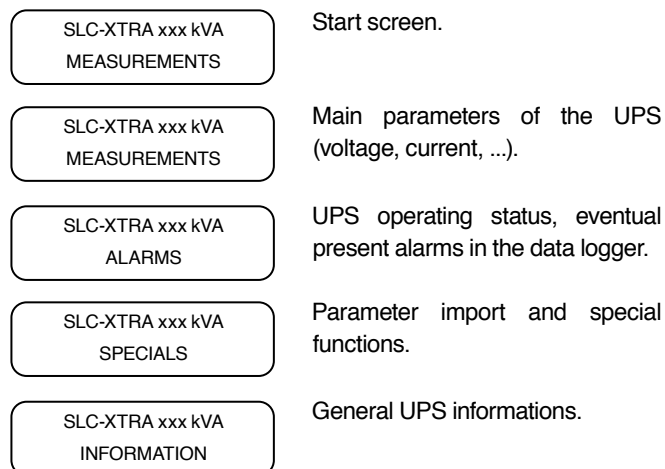 SLC-XTRA xxx kVA
MEASUREMENTS
Start screen.
SLC-XTRA xxx kVA
MEASUREMENTS
Main parameters of the UPS
(voltage, current, ...).
SLC-XTRA xxx kVA
ALARMS
UPS operating status, eventual
present alarms in the data logger.
SLC-XTRA xxx kVA
SPECIALS
Parameter import and special
functions.
SLC-XTRA xxx kVA
INFORMATION
General UPS informations.